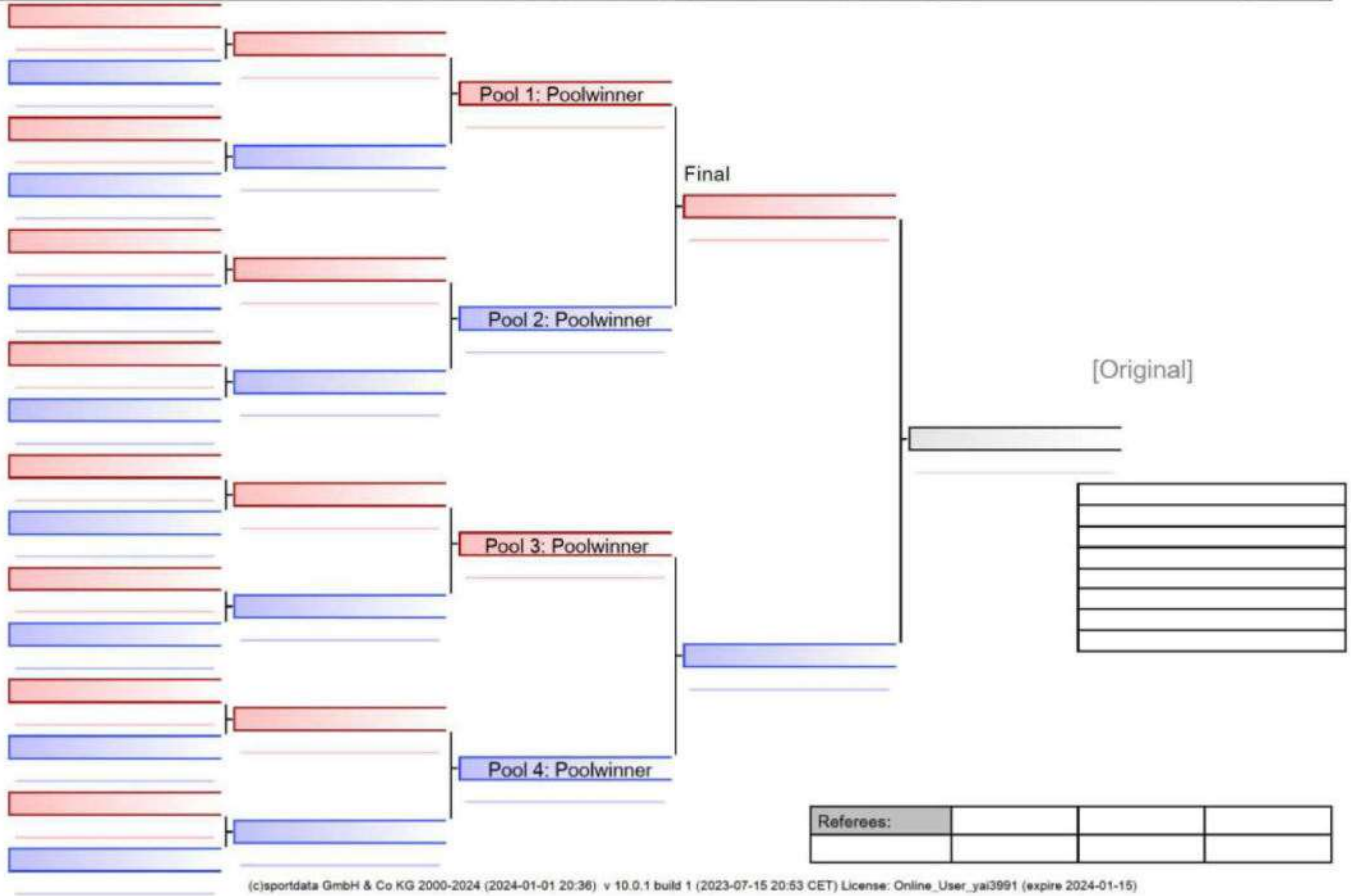 Pool 1: Poolwinner
Final
Pool 2: Poolwinner
[Original]
Pool 3: Poolwinner
Pool 4: Poolwinner
Referees:
(c)sportdata GmbH & Co KG 2000-2024 (2024-01-01 20:36) v 10.0.1 build 1 (2023-07-15 20:53 CET) License: Online_User_yai3991 (expire 2024-01-15)